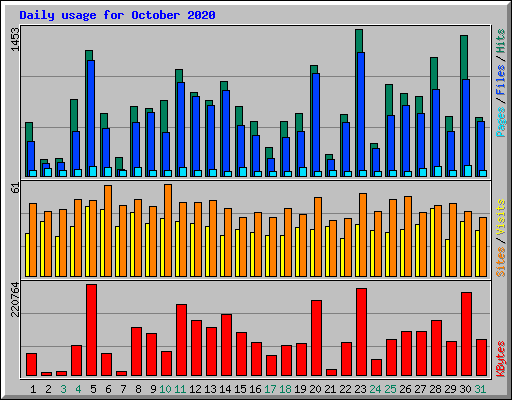 Daily usage for October 2020
1453
61
220764
Pages / Files / Hits
Sites / Visits
KBytes
1 2 3 4 5 6 7 8 9 10 11 12 13 14 15 16 17 18 19 20 21 22 23 24 25 26 27 28 29 30 31